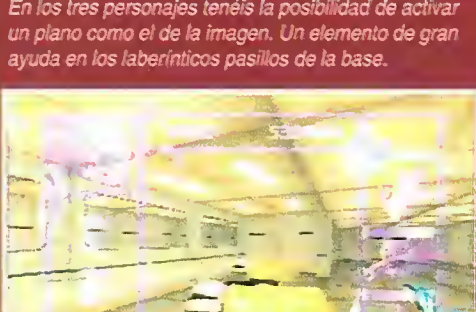 En los tres personajes tenéis la posibilidad de activar
un plano como el de la imagen. Un elemento de gran
ayuda en los laberínticos pasillos de la base.